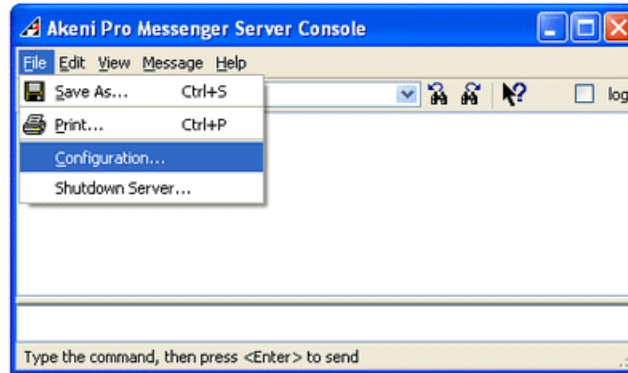 Akeni Pro Messenger Server Console
File Edit View Message Help
Save As... Ctrl+S
log
Print... Ctrl+P
Configuration...
Shutdown Server...
Type the command, then press <Enter> to send